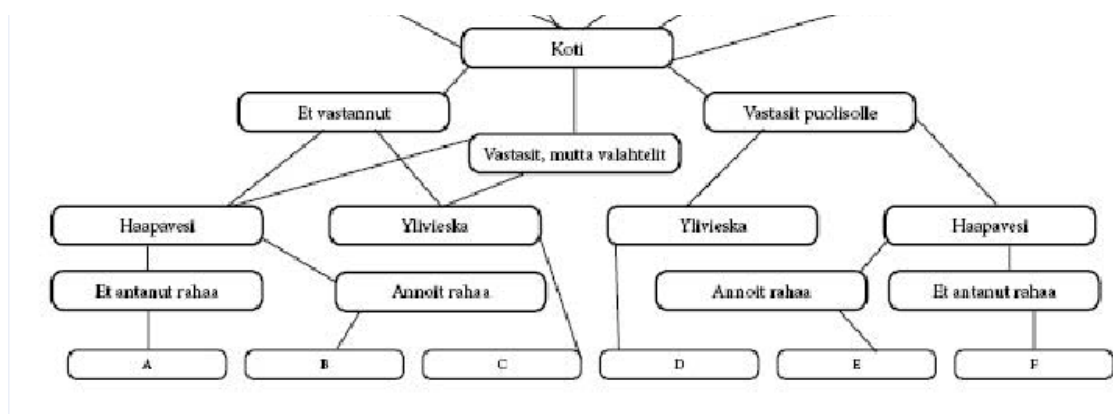 Koti
Et vastannut
Vastasit puolisolle
Vastasit, mutta valahtelit
Haapavesi
Ylivieska
Ylivieska
Haapavesi
Et antanut rahaa
Annoit rahaa
Annoit rahaa
Et antanut rahaa
A
B
C
D
E
F